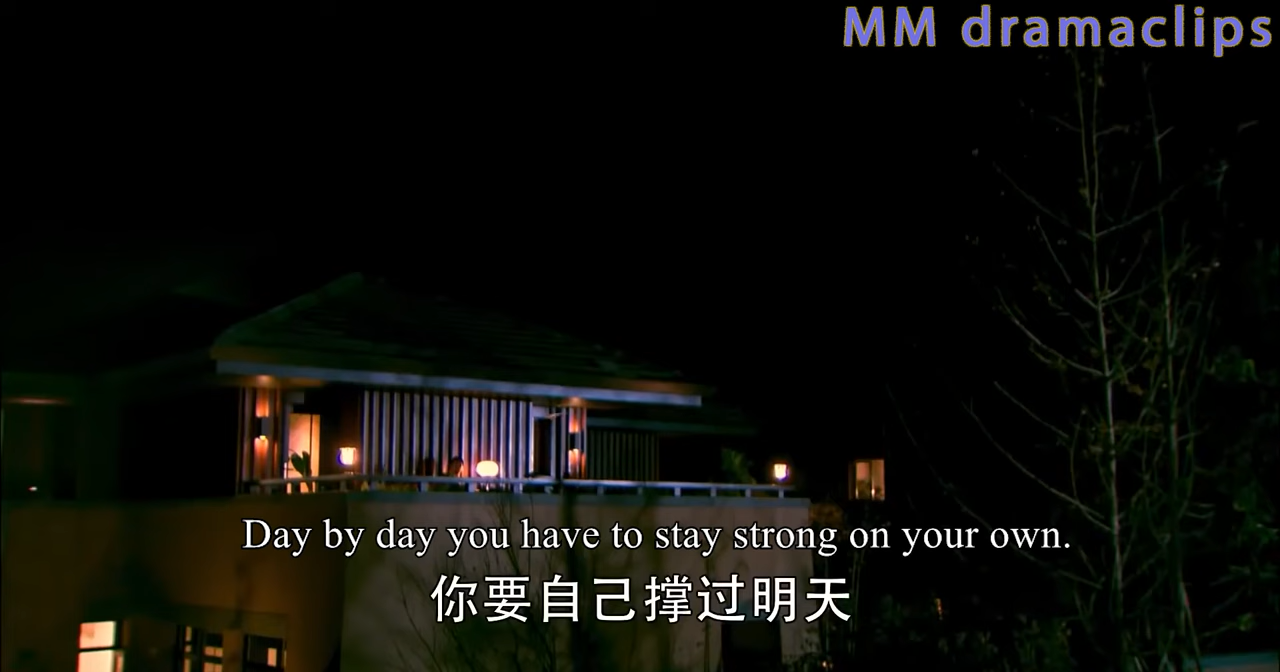 MM dramaclips
Day by day you have to stay strong on your own.
你要自己撑过明天